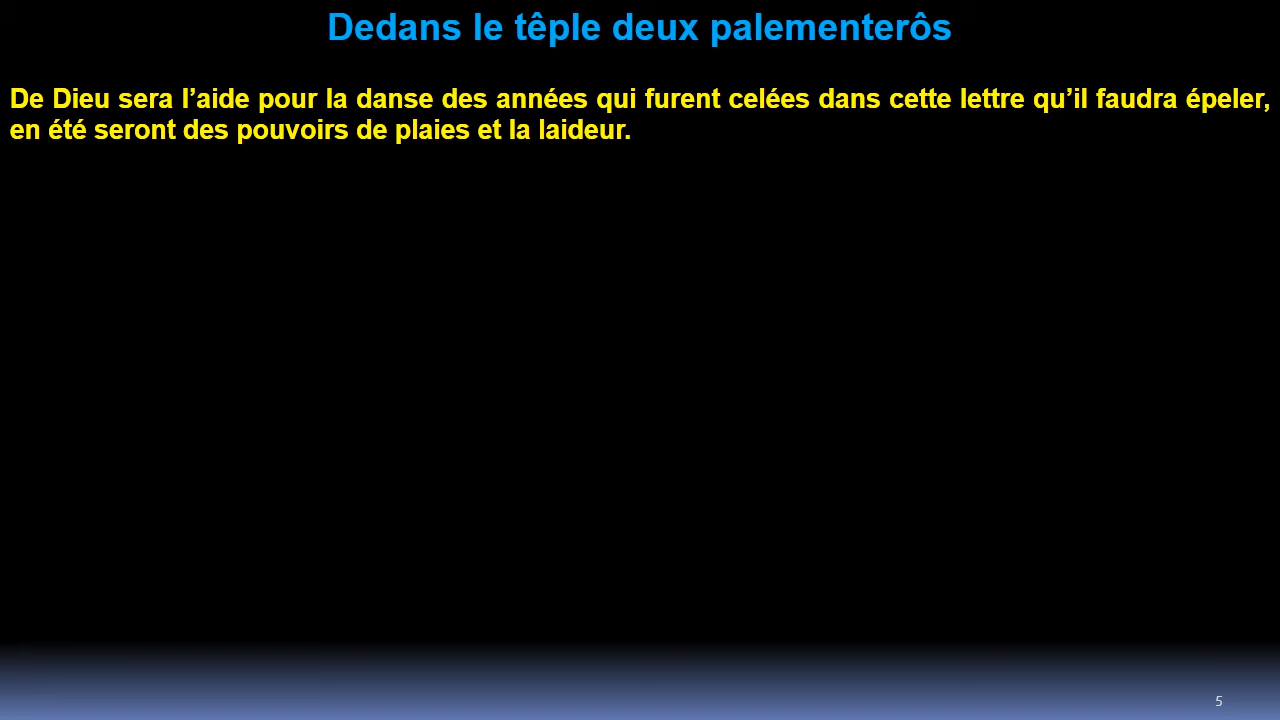 Dedans le têple deux palementerôs
De Dieu sera l’aide pour la danse des années qui furent celées dans cette lettre qu’il faudra épeler,
en été seront des pouvoirs de plaies et la laideur.
5